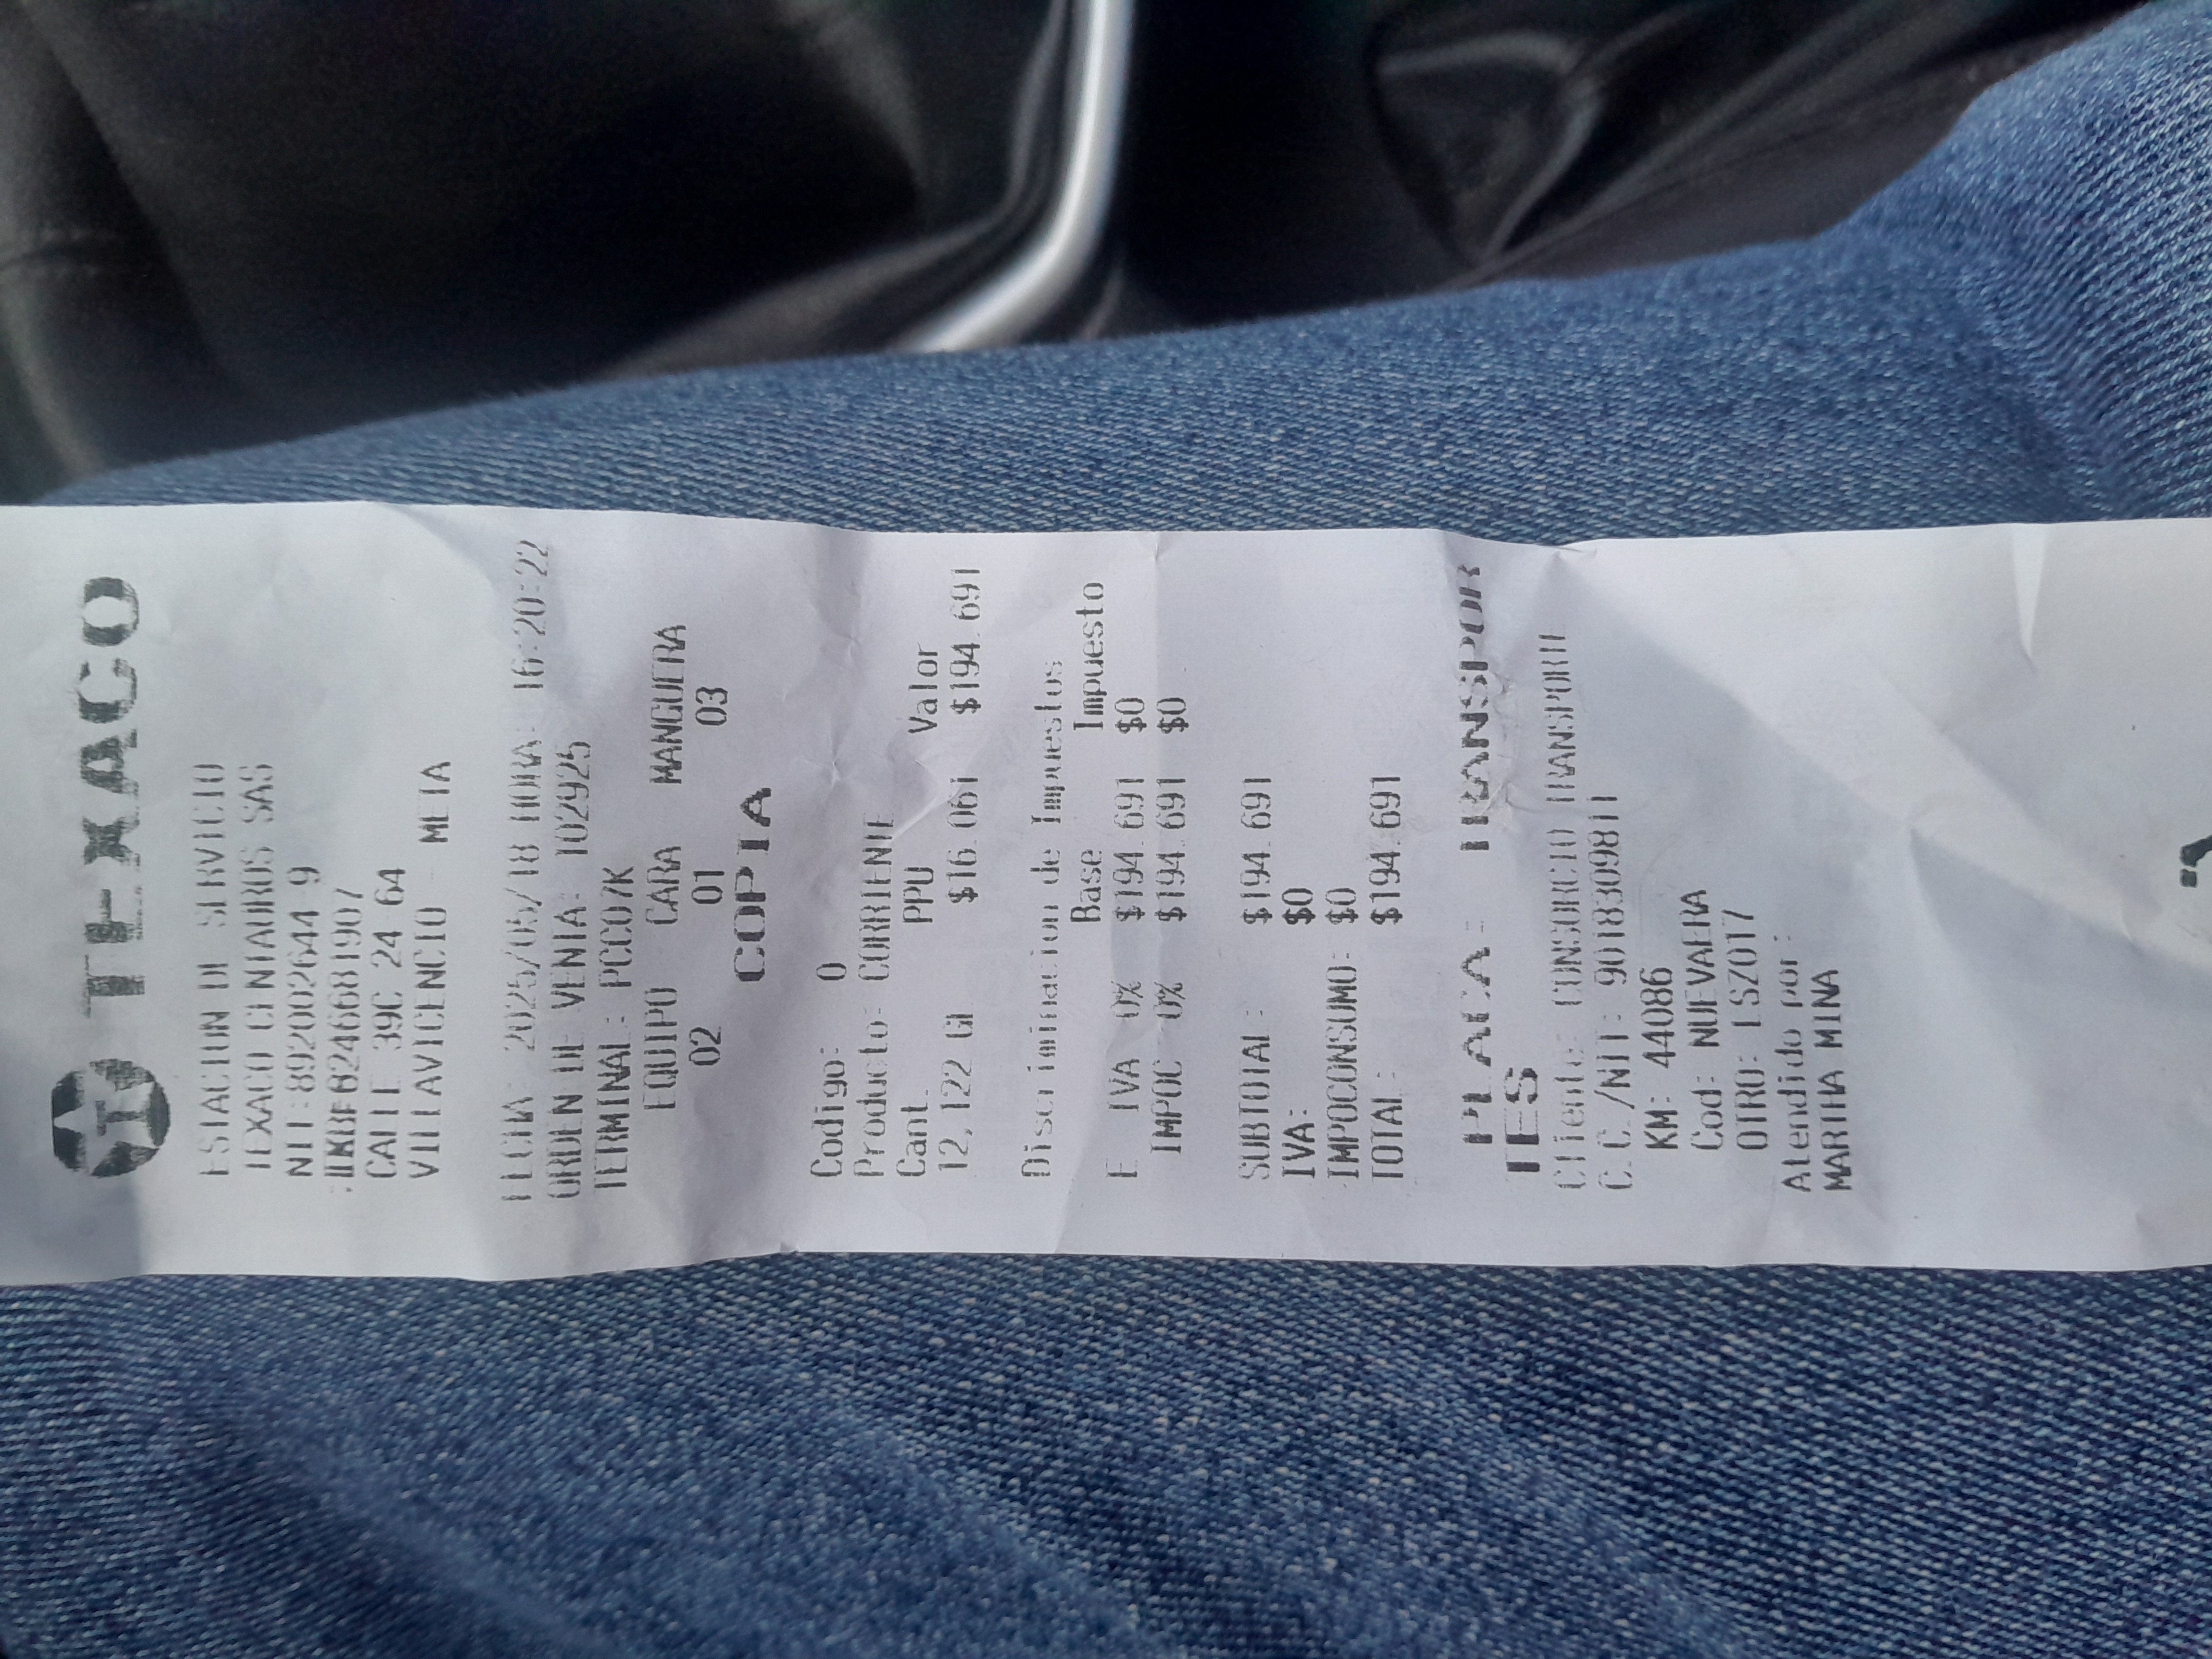 TEXACO
ESTACION DE SERVICIO
TEXACO CENTAUROS SAS
NIT:892002644 9
CALLE 39C 24 64
VILLAVICENCIO META
FECHA: 2025/05/18 HORA: 16:20:22
ORDEN DE VENTA: 102925
TERMINAL: PCC07K
EQUIPO CARA MANGUERA
02 01 03
COPIA
Codigo: 0
Producto: CORRIENTE
Cant. PPU Valor
12,122 Gl $16.061 $194.691
Discriminacion de Impuestos
Base Impuesto
E IVA 0% $194.691 $0
IMPOC 0% $194.691 $0
SUBTOTAL: $194.691
IVA: $0
IMPOCONSUMO: $0
TOTAL: $194.691
PLACA: TRANSPOR
TES
Cliente: CONSORCIO TRANSPORTE
C.C./NIT: 9018309811
KM: 44086
Cod: NUEVAERA
OTRO: LSZ017
Atendido por:
MARTHA MINA